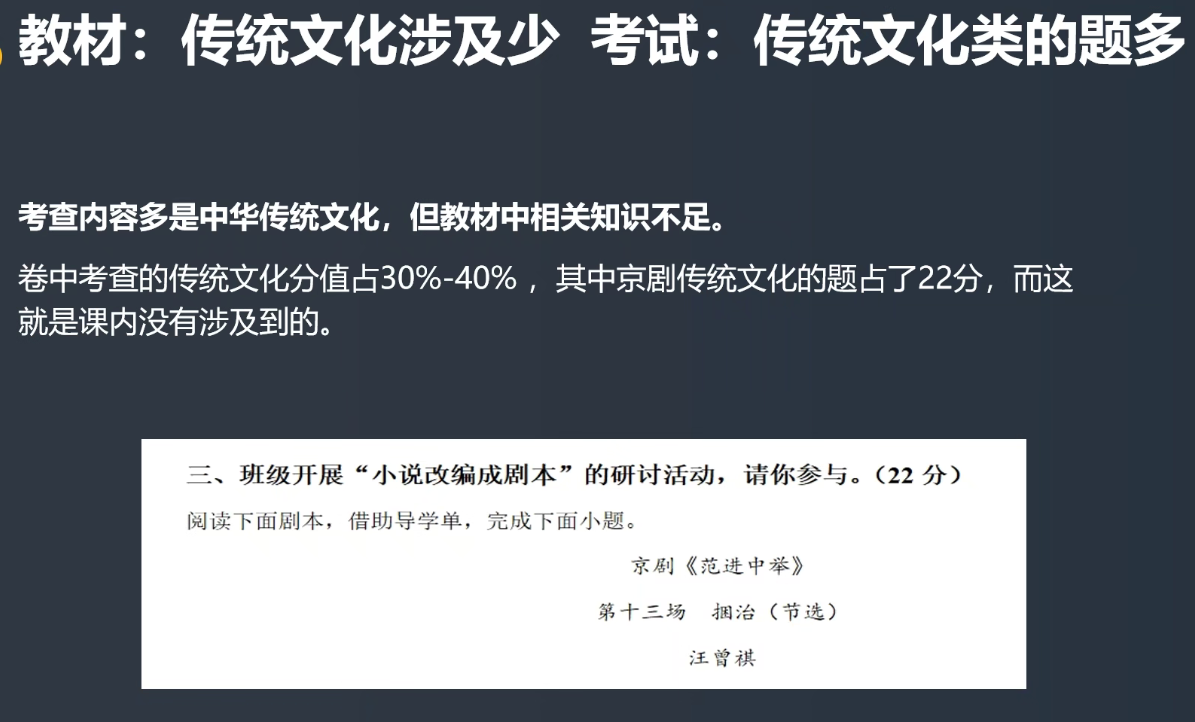 教材：传统文化涉及少 考试：传统文化类的题多
考查内容多是中华传统文化，但教材中相关知识不足。
卷中考查的传统文化分值占30%-40% ，其中京剧传统文化的题占了22分，而这
就是课内没有涉及到的。
三、班级开展“小说改编成剧本”的研讨活动，请你参与。（22 分）
阅读下面剧本，借助导学单，完成下面小题。
京剧《范进中举》
第十三场 捆治（节选）
汪曾祺